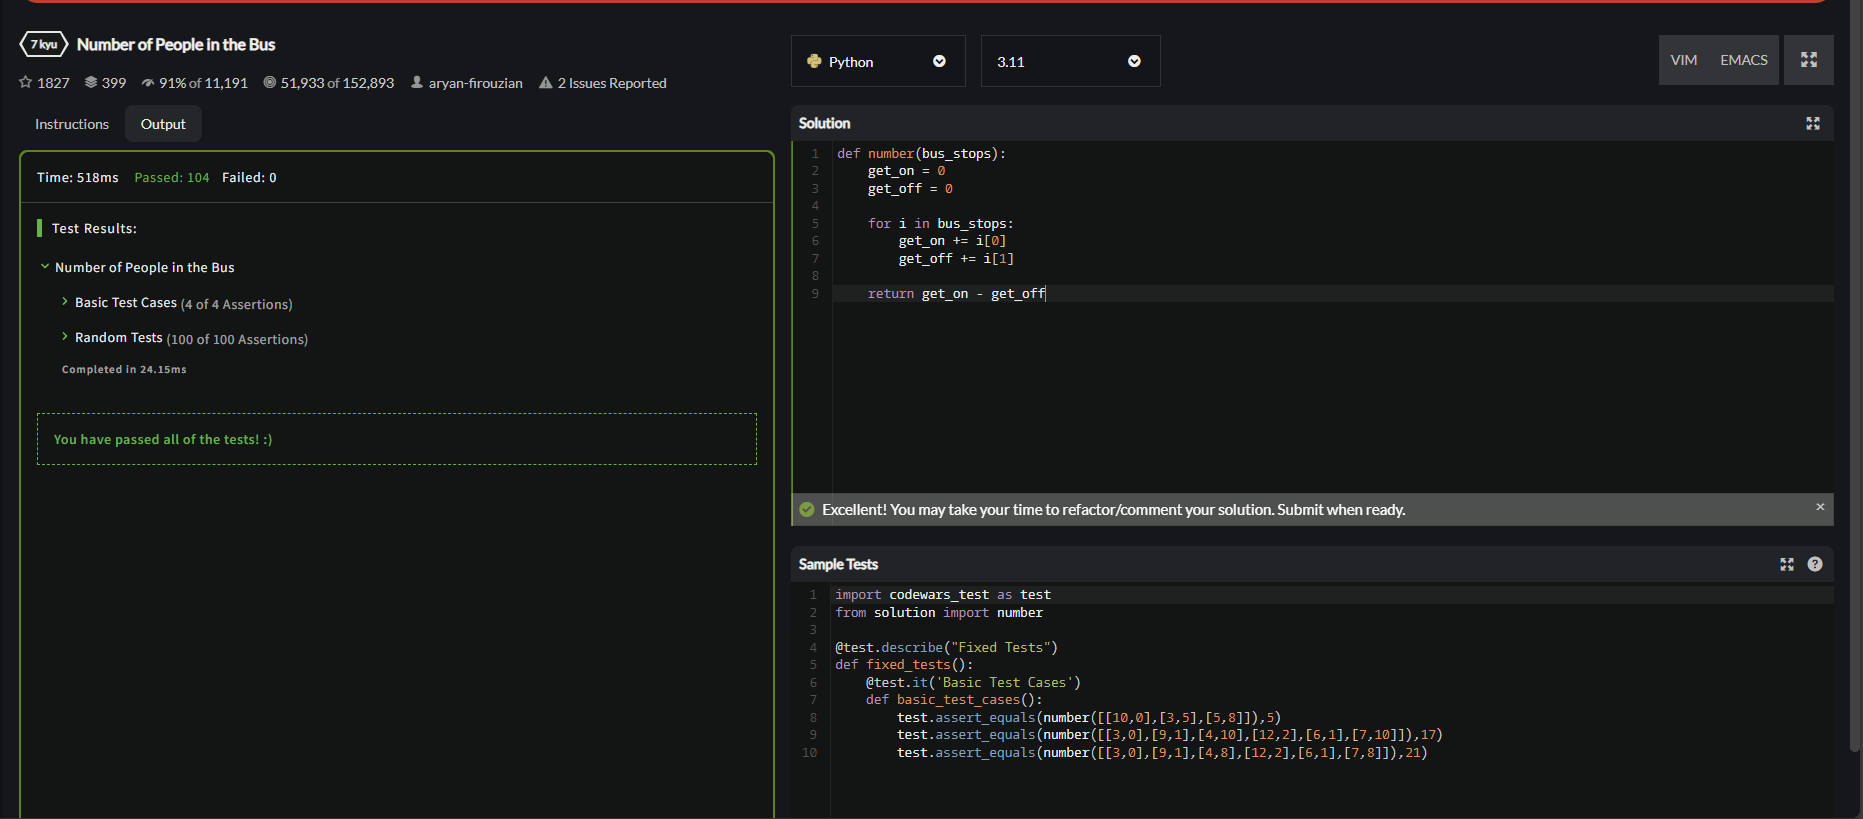 7 kyu Number of People in the Bus
1827 399 91% of 11,191 51,933 of 152,893 aryan-firouzian 2 Issues Reported
Instructions Output
Time: 518ms Passed: 104 Failed: 0
Test Results:
Number of People in the Bus
Basic Test Cases (4 of 4 Assertions)
Random Tests (100 of 100 Assertions)
Completed in 24.15ms
You have passed all of the tests! :)
Python 3.11 VIM EMACS
Solution
1 def number(bus_stops):
2     get_on = 0
3     get_off = 0
4
5     for i in bus_stops:
6         get_on += i[0]
7         get_off += i[1]
8
9     return get_on - get_off
Excellent! You may take your time to refactor/comment your solution. Submit when ready. ×
Sample Tests ?
1 import codewars_test as test
2 from solution import number
3
4 @test.describe("Fixed Tests")
5 def fixed_tests():
6     @test.it('Basic Test Cases')
7     def basic_test_cases():
8         test.assert_equals(number([[10,0],[3,5],[5,8]]),5)
9         test.assert_equals(number([[3,0],[9,1],[4,10],[12,2],[6,1],[7,10]]),17)
10         test.assert_equals(number([[3,0],[9,1],[4,8],[12,2],[6,1],[7,8]]),21)